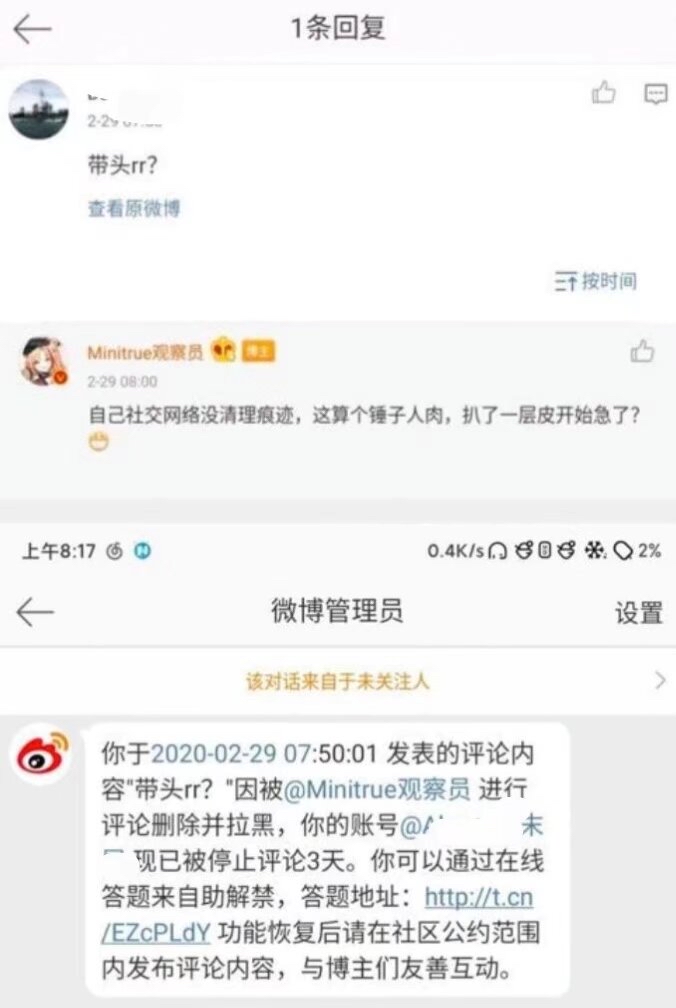 1条回复
带头rr？
查看原微博
按时间
Minitrue观察员 博主
2-29 08:00
自己社交网络没清理痕迹，这算个锤子人肉，扒了一层皮开始急了？
上午8:17
0.4K/s 2%
微博管理员
设置
该对话来自于未关注人
你于2020-02-29 07:50:01 发表的评论内
容"带头rr？"因被@Minitrue观察员 进行
评论删除并拉黑，你的账号@A 末
现已被停止评论3天。你可以通过在线
答题来自助解禁，答题地址：http://t.cn
/EZcPLdY 功能恢复后请在社区公约范围
内发布评论内容，与博主们友善互动。